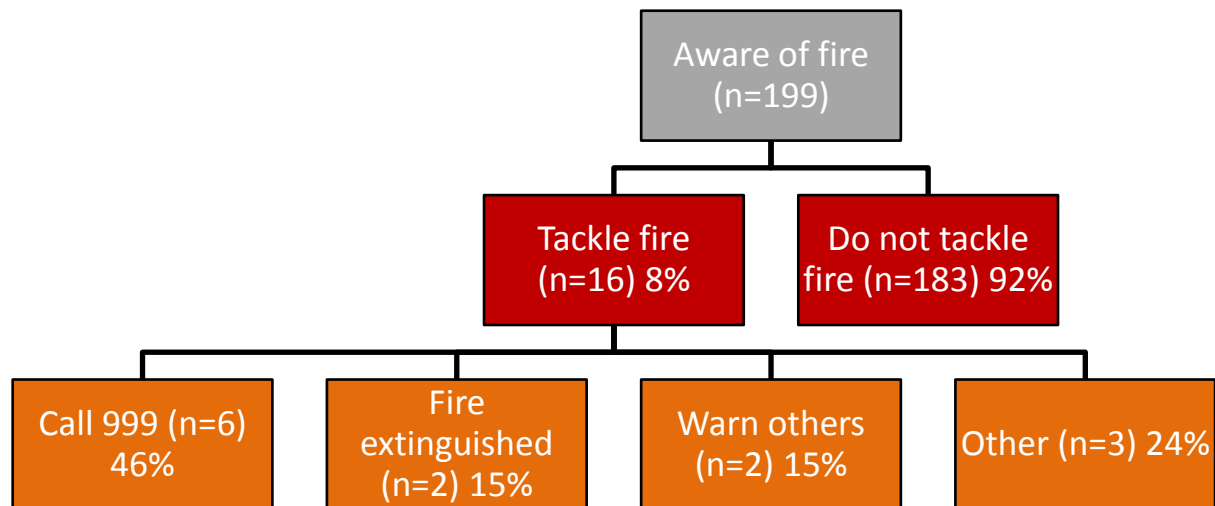 Aware of fire
(n=199)
Tackle fire
(n=16) 8%
Do not tackle
fire (n=183) 92%
Call 999 (n=6)
46%
Fire
extinguished
(n=2) 15%
Warn others
(n=2) 15%
Other (n=3) 24%